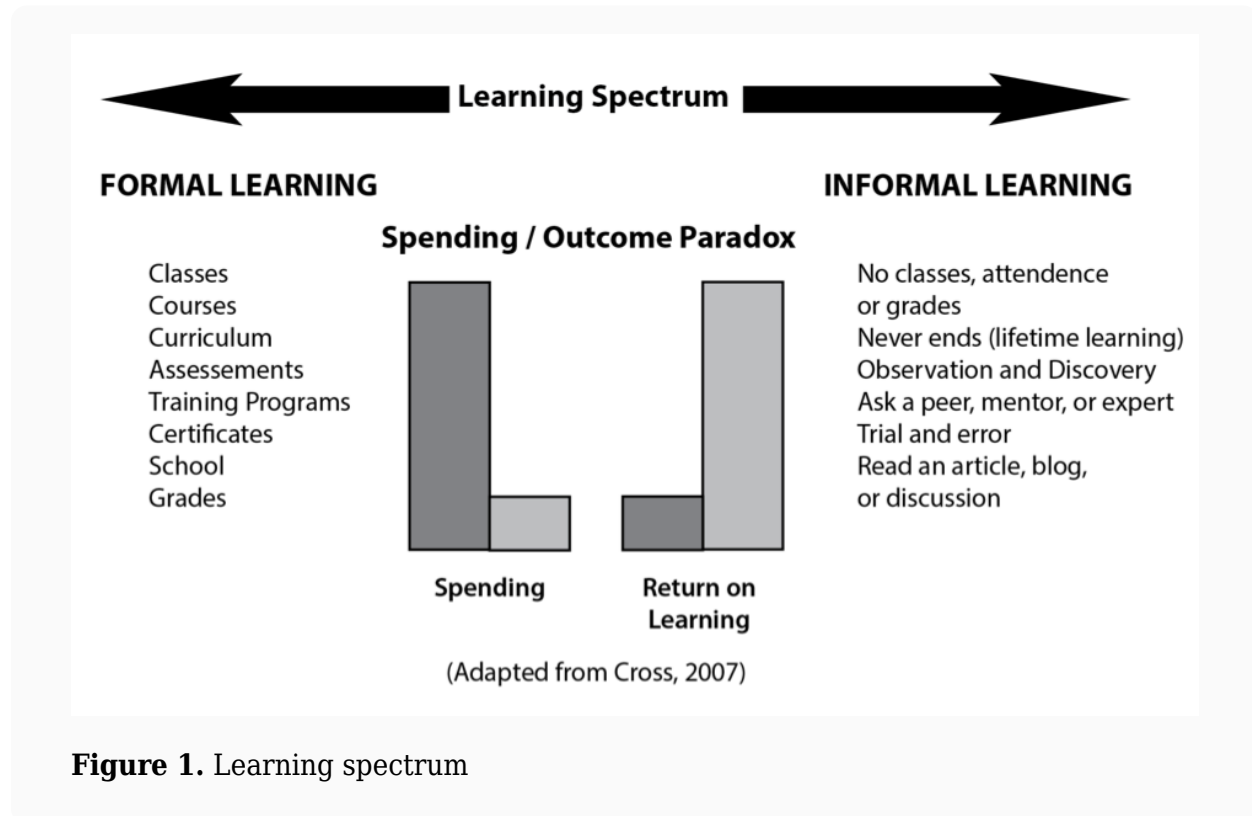 Learning Spectrum
FORMAL LEARNING
INFORMAL LEARNING
Spending / Outcome Paradox
Classes
Courses
Curriculum
Assessements
Training Programs
Certificates
School
Grades
No classes, attendence
or grades
Never ends (lifetime learning)
Observation and Discovery
Ask a peer, mentor, or expert
Trial and error
Read an article, blog,
or discussion
Spending
Return on
Learning
(Adapted from Cross, 2007)
Figure 1. Learning spectrum